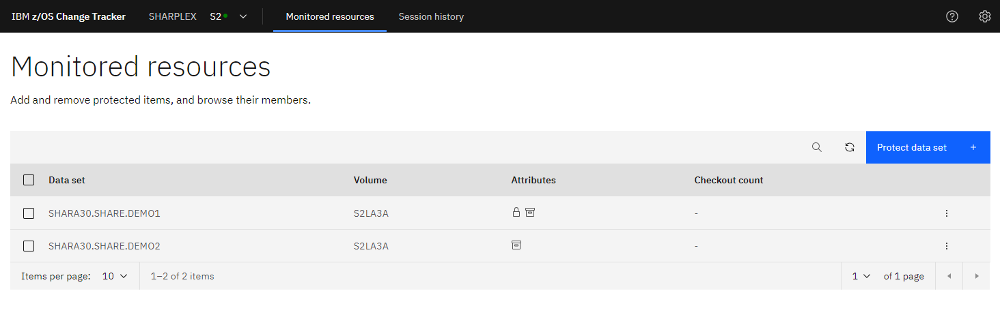 IBM z/OS Change Tracker SHARPLEX S2 Monitored resources Session history
Monitored resources
Add and remove protected items, and browse their members.
Protect data set +
Data set Volume Attributes Checkout count
SHARA30.SHARE.DEMO1 S2LA3A -
SHARA30.SHARE.DEMO2 S2LA3A -
Items per page: 10 1–2 of 2 items 1 of 1 page